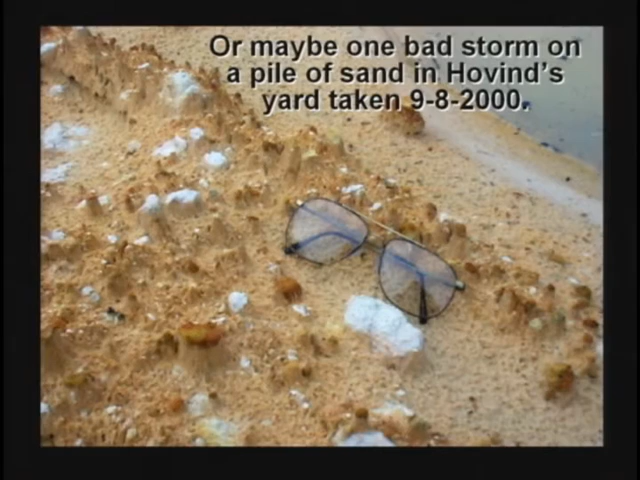 Or maybe one bad storm on
a pile of sand in Hovind's
yard taken 9-8-2000.